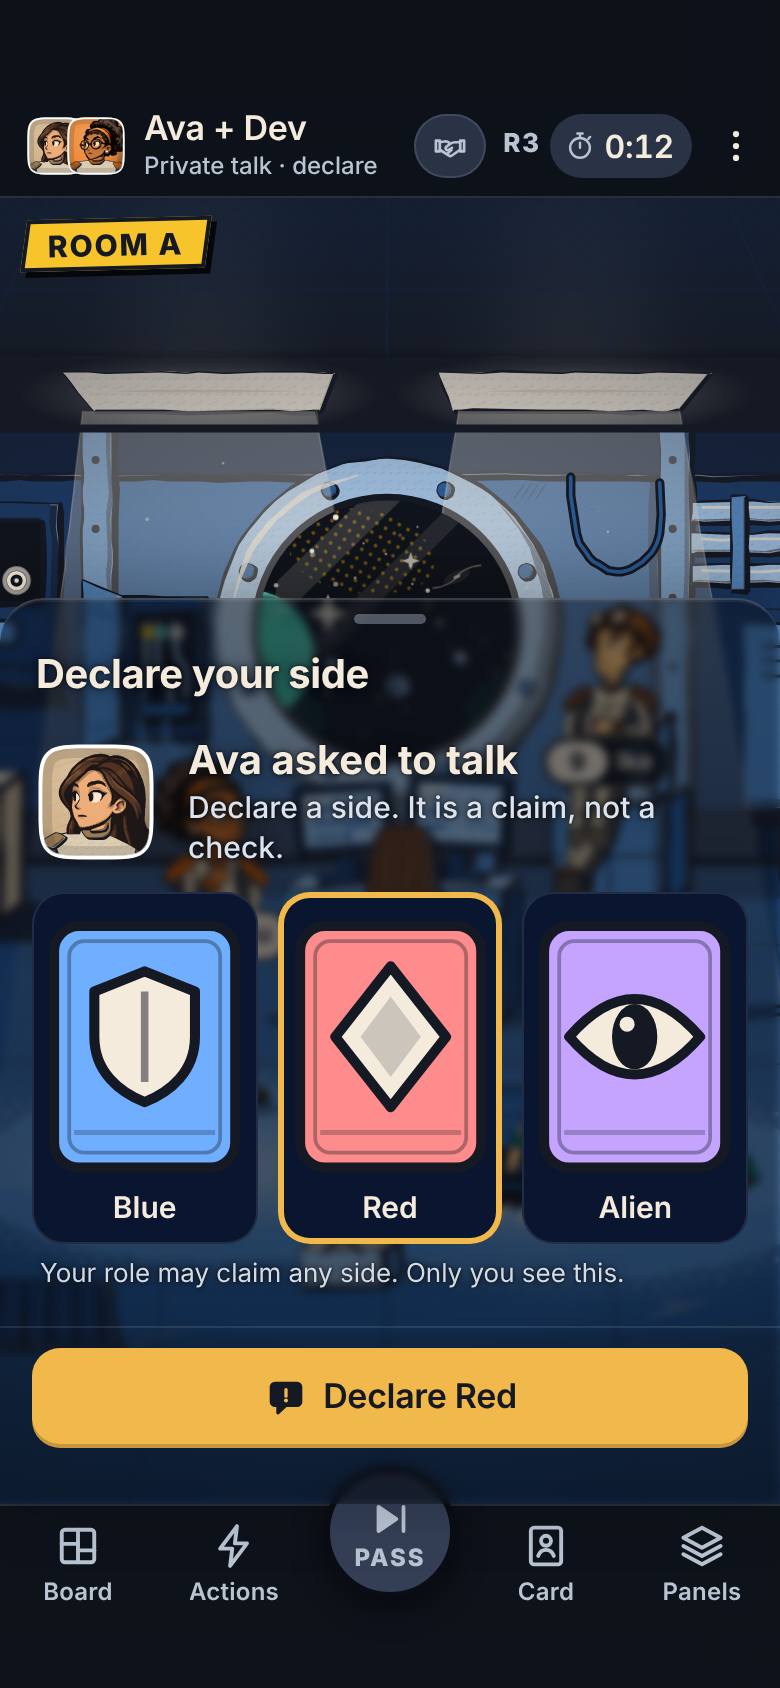 Ava + Dev
Private talk · declare
R3
0:12
ROOM A
Declare your side
Ava asked to talk
Declare a side. It is a claim, not a
check.
Blue
Red
Alien
Your role may claim any side. Only you see this.
Declare Red
PASS
Board
Actions
Card
Panels